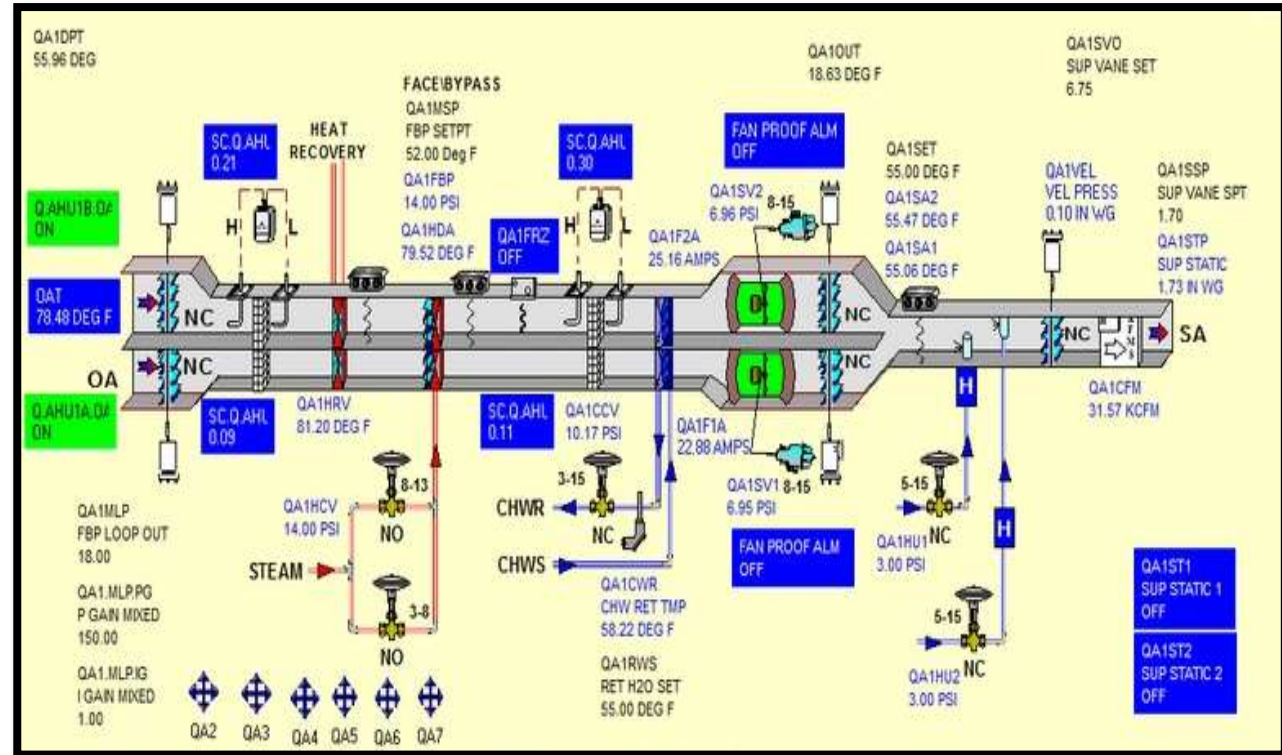 QA1DPT
55.96 DEG
QA1OUT
18.63 DEG F
QA1SVO
SUP VANE SET
6.75
FACE\BYPASS
QA1MSP
FBP SETPT
52.00 Deg F
QA1FBP
14.00 PSI
QA1HDA
79.52 DEG F
HEAT
RECOVERY
SC.Q.AHL
0.21
SC.Q.AHL
0.30
FAN PROOF ALM
OFF
QA1SET
55.00 DEG F
QA1SA2
55.47 DEG F
QA1SA1
55.06 DEG F
QA1VEL
VEL PRESS
0.10 IN WG
QA1SSP
SUP VANE SPT
1.70
QA1STP
SUP STATIC
1.73 IN WG
Q.AHU1B:OA
ON
H
L
QA1FRZ
OFF
H
L
QA1SV2
6.96 PSI
8-15
QA1F2A
25.16 AMPS
OAT
78.48 DEG F
NC
NC
NC
SA
OA
NC
NC
Q.AHU1A:OA
ON
SC.Q.AHL
0.09
QA1HRV
81.20 DEG F
SC.Q.AHL
0.11
QA1CCV
10.17 PSI
QA1F1A
22.88 AMPS
QA1CFM
31.57 KCFM
H
QA1SV1
6.95 PSI
8-15
8-13
3-15
5-15
QA1MLP
FBP LOOP OUT
18.00
QA1HCV
14.00 PSI
NO
CHWR
NC
NC
H
STEAM
CHWS
FAN PROOF ALM
OFF
QA1HU1
3.00 PSI
QA1.MLP.PG
P GAIN MIXED
150.00
3-8
NO
QA1CWR
CHW RET TMP
58.22 DEG F
5-15
NC
QA1ST1
SUP STATIC 1
OFF
QA1.MLP.IG
I GAIN MIXED
1.00
QA1RWS
RET H2O SET
55.00 DEG F
QA1HU2
3.00 PSI
QA1ST2
SUP STATIC 2
OFF
QA2
QA3
QA4
QA5
QA6
QA7